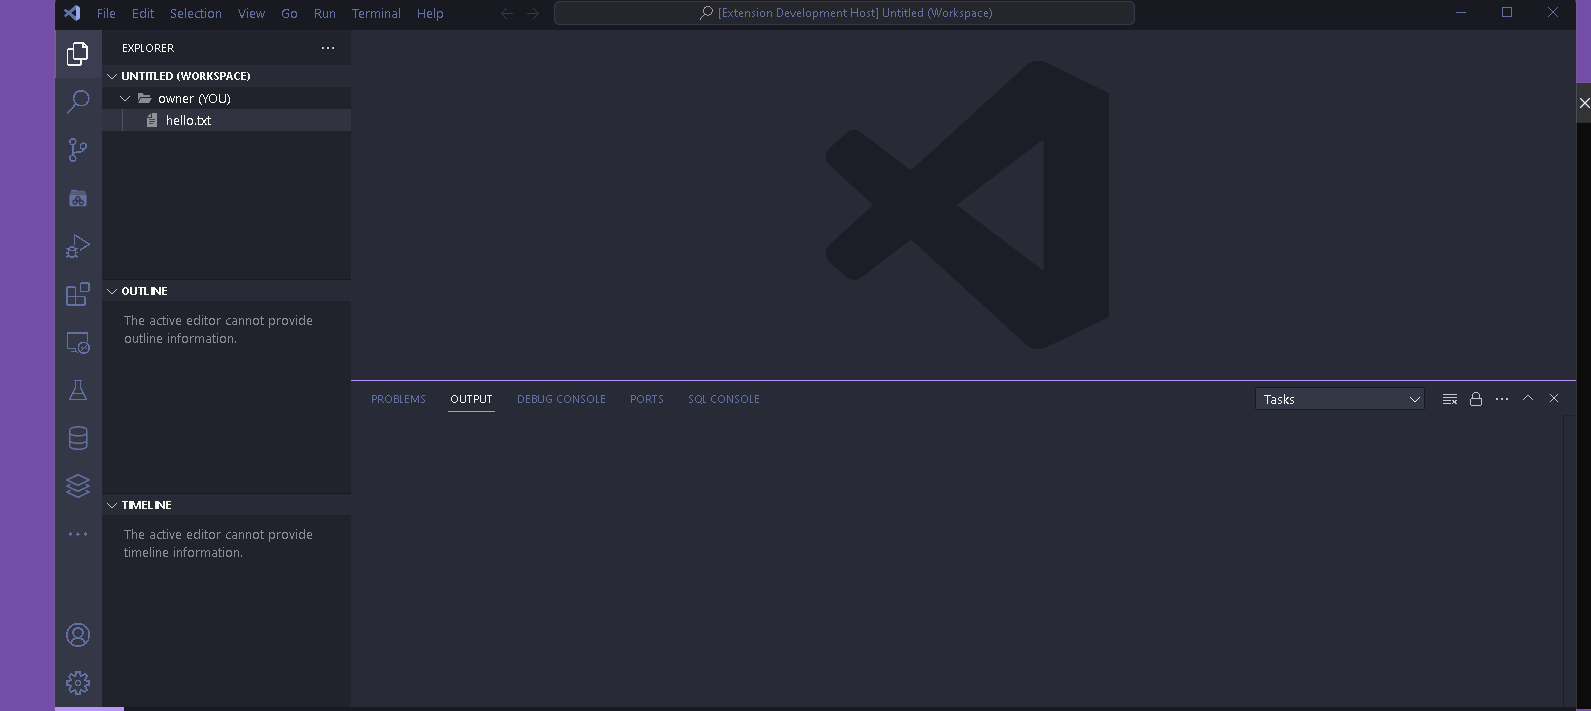 File Edit Selection View Go Run Terminal Help
[Extension Development Host] Untitled (Workspace)
EXPLORER
UNTITLED (WORKSPACE)
owner (YOU)
hello.txt
OUTLINE
The active editor cannot provide
outline information.
TIMELINE
The active editor cannot provide
timeline information.
PROBLEMS OUTPUT DEBUG CONSOLE PORTS SQL CONSOLE
Tasks